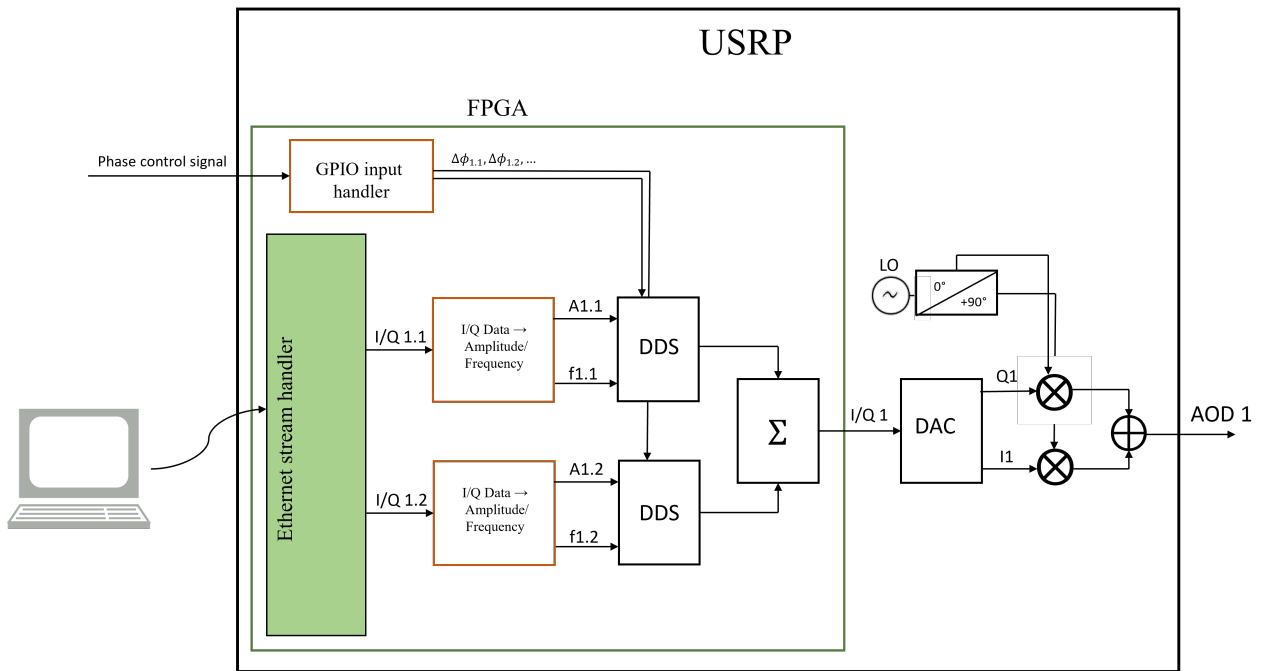 USRP
FPGA
Phase control signal
GPIO input
handler
Δϕ₁.₁, Δϕ₁.₂, ...
LO
0°
+90°
Ethernet stream handler
I/Q 1.1
I/Q Data →
Amplitude/
Frequency
A1.1
f1.1
DDS
I/Q 1.2
I/Q Data →
Amplitude/
Frequency
A1.2
f1.2
DDS
Σ
I/Q 1
DAC
Q1
I1
AOD 1